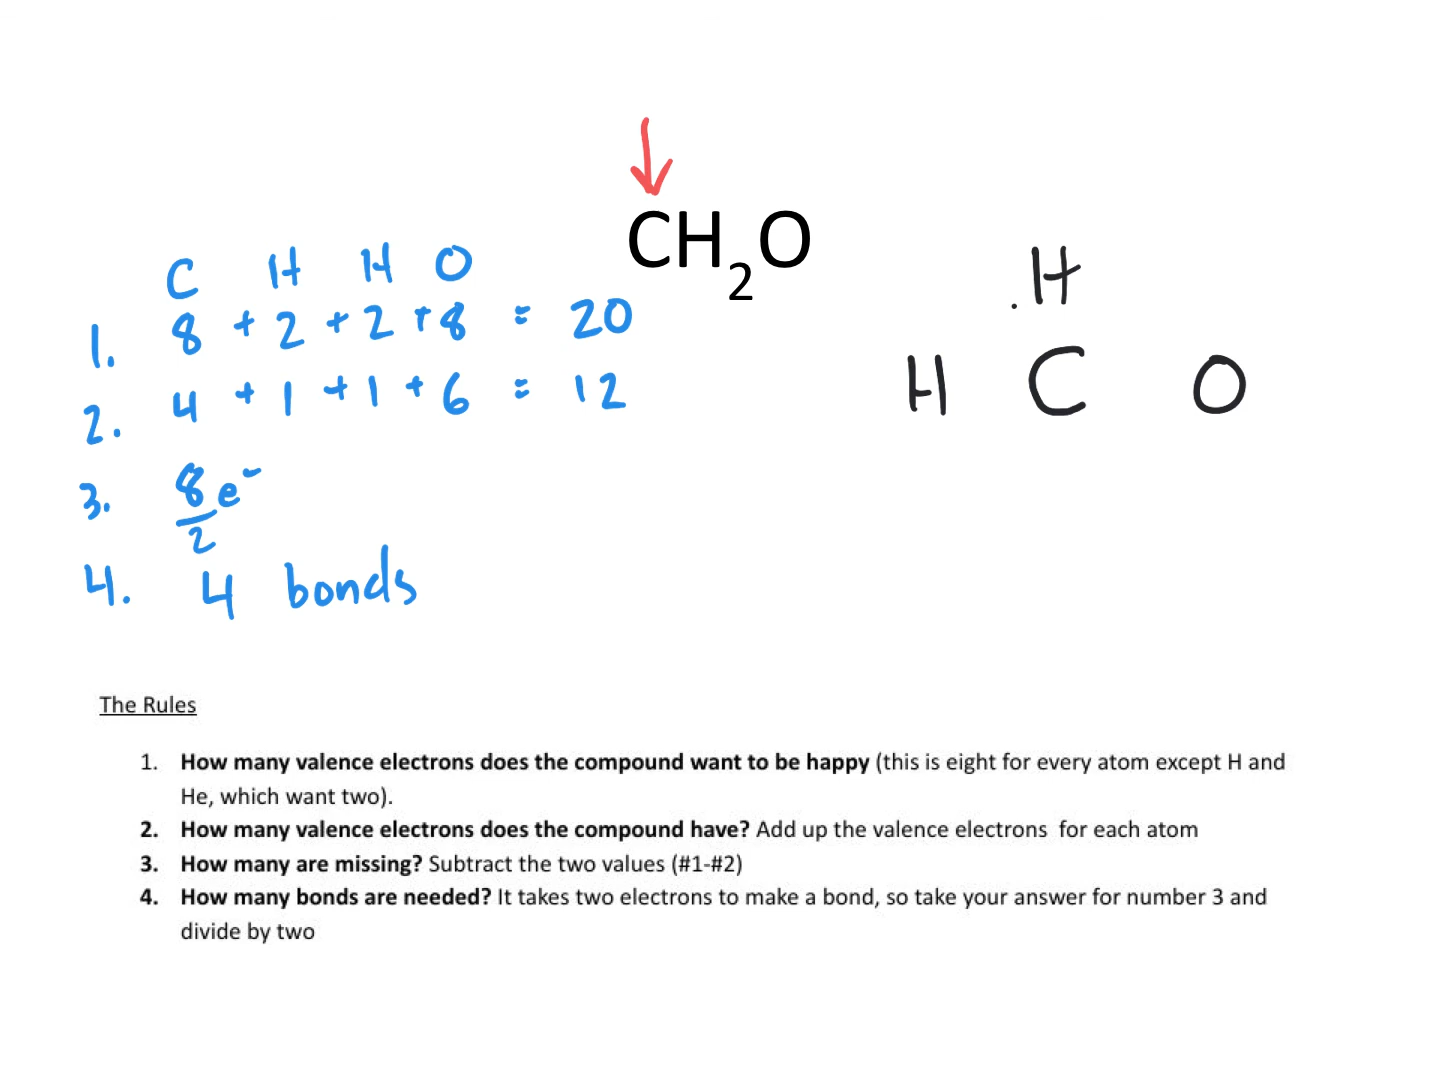 CH₂O
C H H O
1. 8 + 2 + 2 + 8 = 20
2. 4 + 1 + 1 + 6 = 12
3. 8e⁻
2
4. 4 bonds
H
H C O
The Rules
1. How many valence electrons does the compound want to be happy (this is eight for every atom except H and
He, which want two).
2. How many valence electrons does the compound have? Add up the valence electrons for each atom
3. How many are missing? Subtract the two values (#1-#2)
4. How many bonds are needed? It takes two electrons to make a bond, so take your answer for number 3 and
divide by two